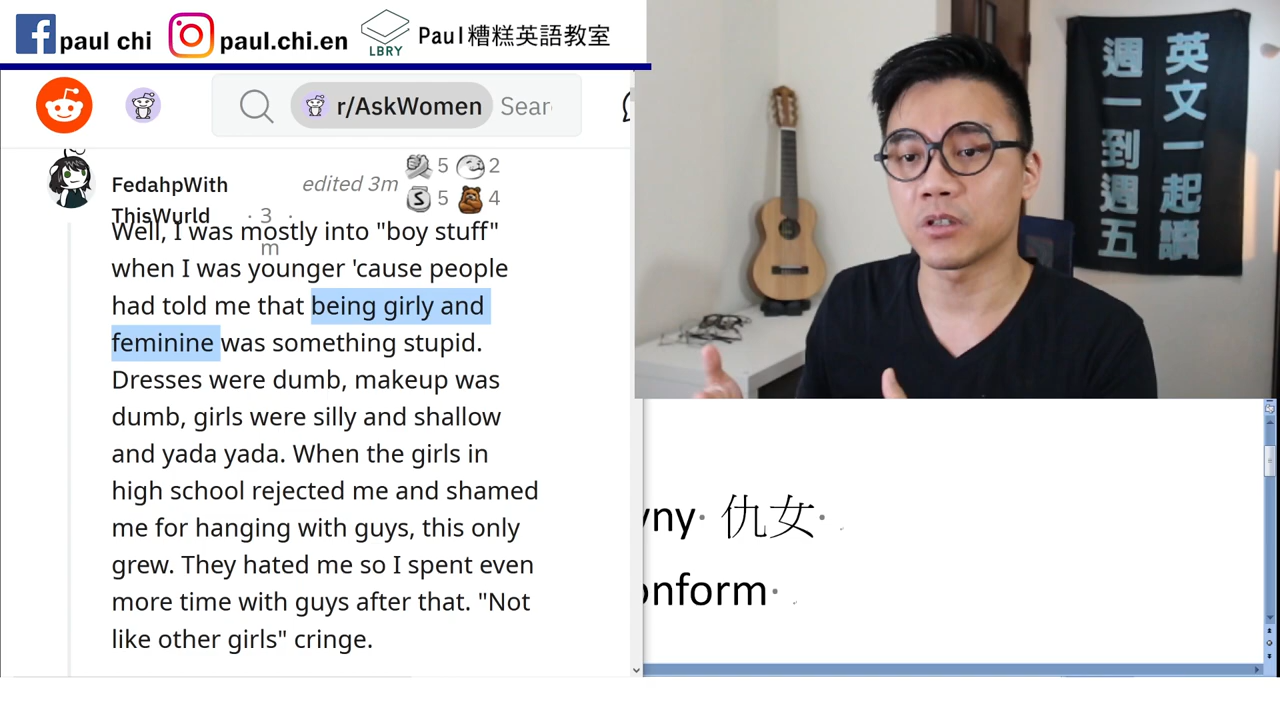 paul chi
paul.chi.en
LBRY
Paul糟糕英語教室
r/AskWomen
Sear
FedahpWith
ThisWurld
· 3 ·
m
edited 3m
5
2
5
4
Well, I was mostly into "boy stuff"
when I was younger 'cause people
had told me that being girly and
feminine was something stupid.
Dresses were dumb, makeup was
dumb, girls were silly and shallow
and yada yada. When the girls in
high school rejected me and shamed
me for hanging with guys, this only
grew. They hated me so I spent even
more time with guys after that. "Not
like other girls" cringe.
英文一起讀
週一到週五
yny 仇女
onform